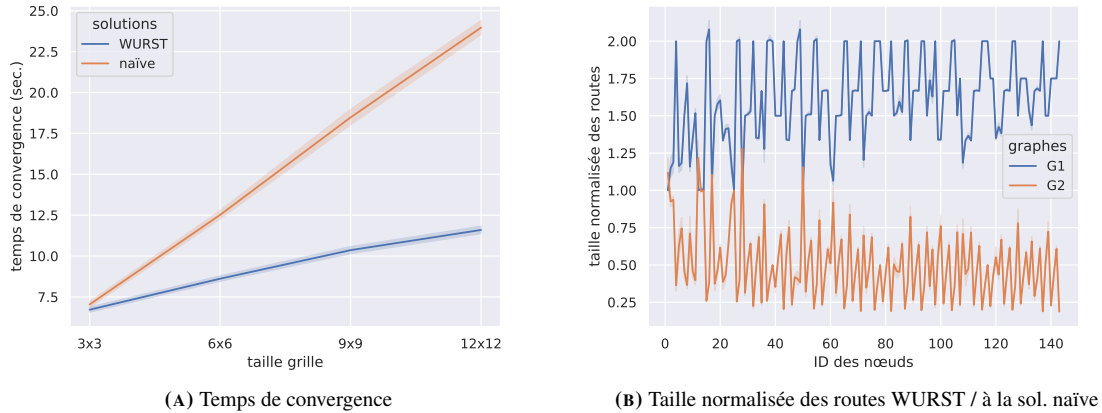 25.0
22.5
20.0
17.5
15.0
12.5
10.0
7.5
temps de convergence (sec.)
solutions
WURST
naïve
3x3
6x6
9x9
12x12
taille grille
(A) Temps de convergence
2.00
1.75
1.50
1.25
1.00
0.75
0.50
0.25
taille normalisée des routes
graphes
G1
G2
0
20
40
60
80
100
120
140
ID des nœuds
(B) Taille normalisée des routes WURST / à la sol. naïve